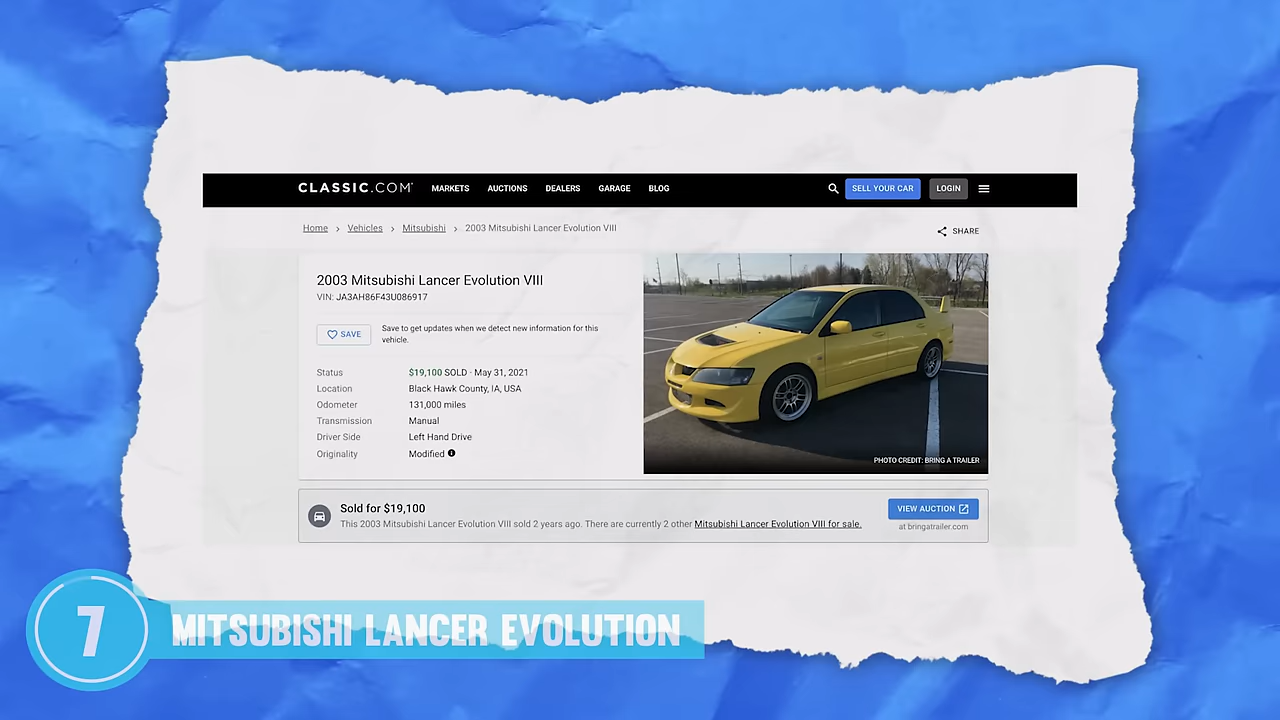 CLASSIC.COM MARKETS AUCTIONS DEALERS GARAGE BLOG SELL YOUR CAR LOGIN
Home > Vehicles > Mitsubishi > 2003 Mitsubishi Lancer Evolution VIII SHARE
2003 Mitsubishi Lancer Evolution VIII
VIN: JA3AH86F43U086917
SAVE
Save to get updates when we detect new information for this
vehicle.
Status $19,100 SOLD · May 31, 2021
Location Black Hawk County, IA, USA
Odometer 131,000 miles
Transmission Manual
Driver Side Left Hand Drive
Originality Modified
PHOTO CREDIT: BRING A TRAILER
Sold for $19,100
This 2003 Mitsubishi Lancer Evolution VIII sold 2 years ago. There are currently 2 other Mitsubishi Lancer Evolution VIII for sale.
VIEW AUCTION
at bringatrailer.com
7 MITSUBISHI LANCER EVOLUTION